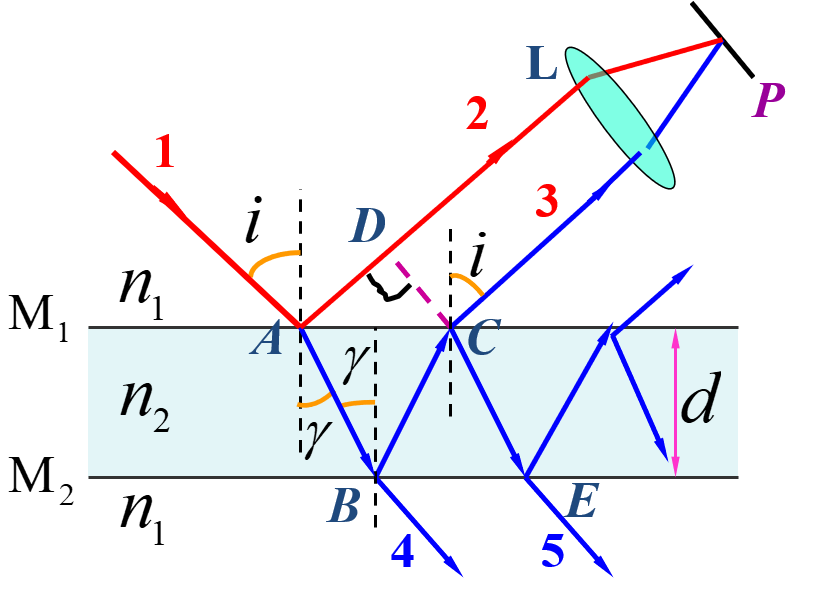 L
P
1
2
3
i
D
i
n₁
M₁
A
C
γ
n₂
γ
d
M₂
n₁
B
E
4
5